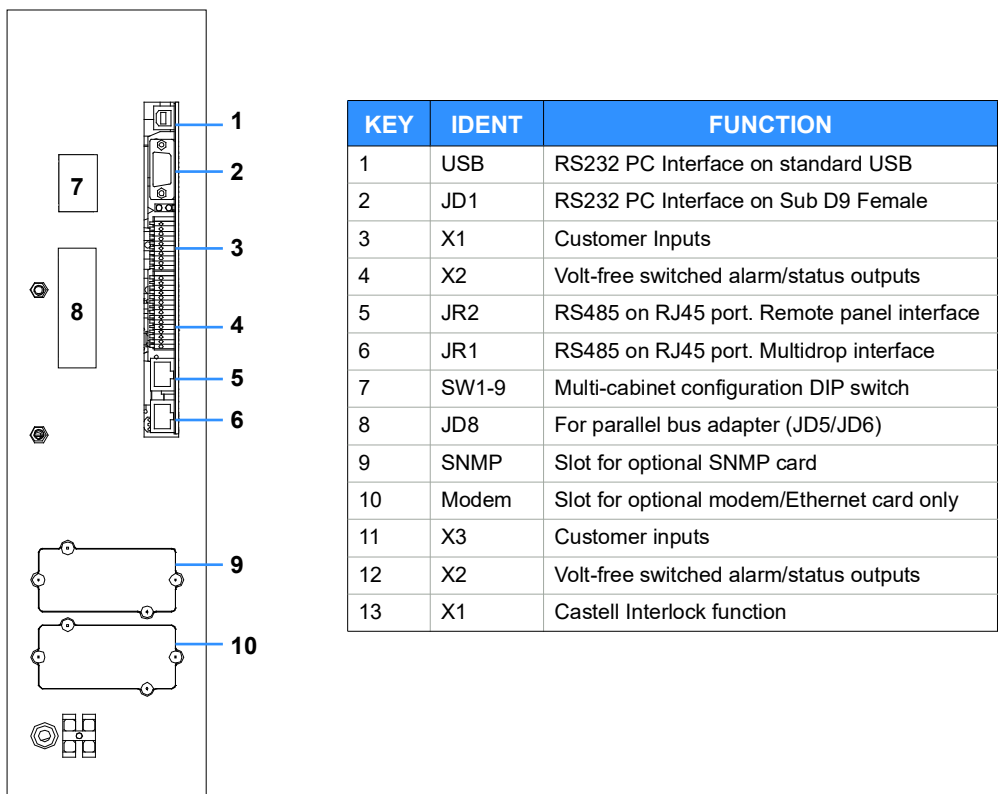 1
2
3
4
5
6
7
8
9
10
KEY IDENT FUNCTION
1 USB RS232 PC Interface on standard USB
2 JD1 RS232 PC Interface on Sub D9 Female
3 X1 Customer Inputs
4 X2 Volt-free switched alarm/status outputs
5 JR2 RS485 on RJ45 port. Remote panel interface
6 JR1 RS485 on RJ45 port. Multidrop interface
7 SW1-9 Multi-cabinet configuration DIP switch
8 JD8 For parallel bus adapter (JD5/JD6)
9 SNMP Slot for optional SNMP card
10 Modem Slot for optional modem/Ethernet card only
11 X3 Customer inputs
12 X2 Volt-free switched alarm/status outputs
13 X1 Castell Interlock function